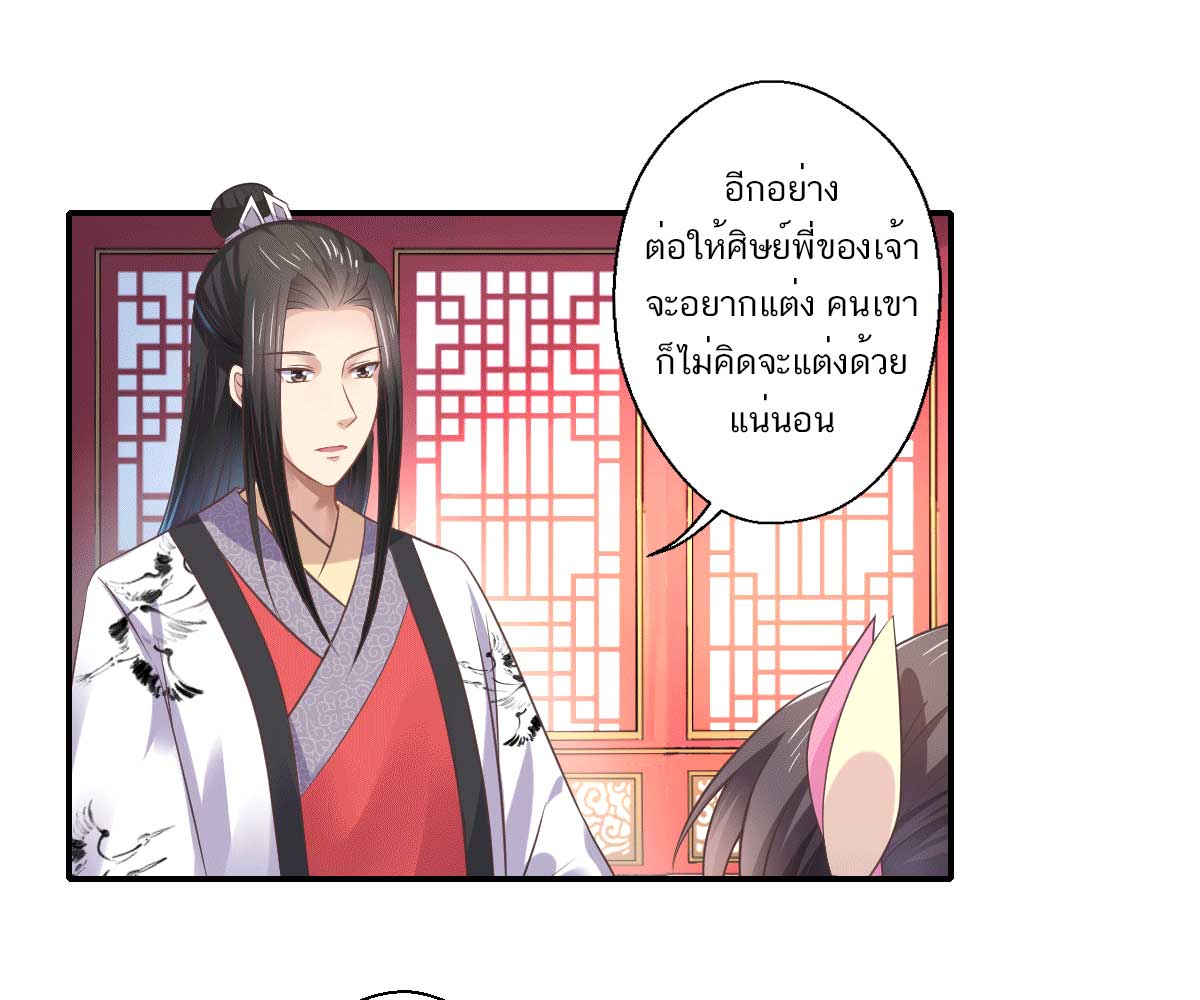 อีกอย่าง
ต่อให้ศิษย์พี่ของเจ้า
จะอยากแต่ง คนเขา
ก็ไม่คิดจะแต่งด้วย
แน่นอน